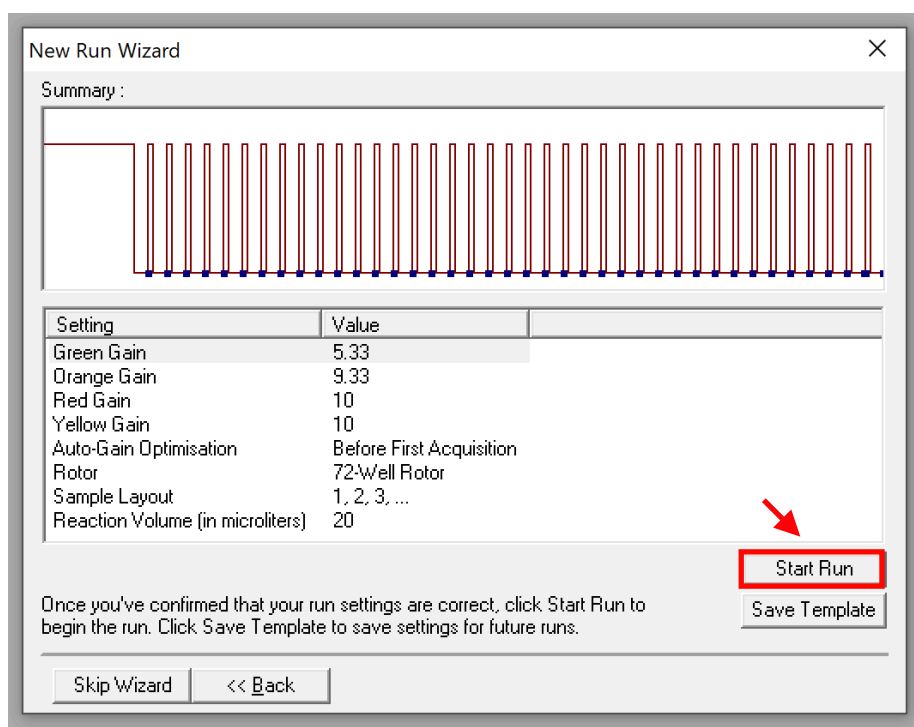 New Run Wizard
Summary :
Setting Value
Green Gain 5.33
Orange Gain 9.33
Red Gain 10
Yellow Gain 10
Auto-Gain Optimisation Before First Acquisition
Rotor 72-Well Rotor
Sample Layout 1, 2, 3, ...
Reaction Volume (in microliters) 20
Start Run
Once you've confirmed that your run settings are correct, click Start Run to
begin the run. Click Save Template to save settings for future runs.
Save Template
Skip Wizard << Back